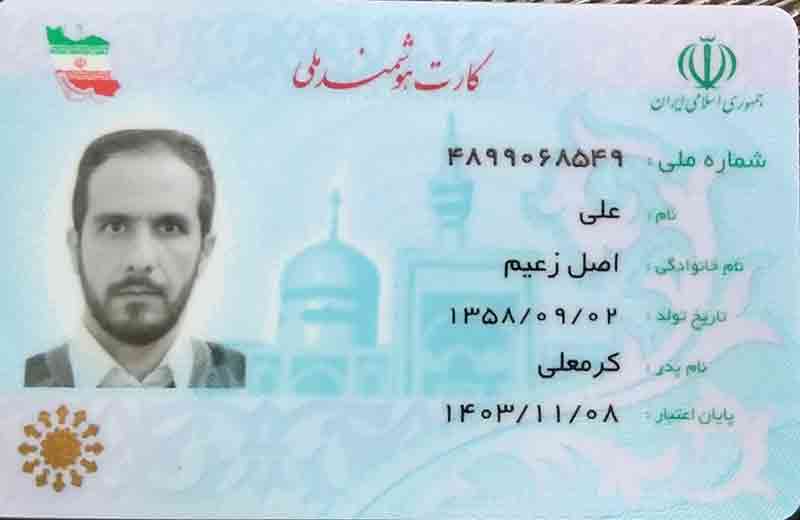 کارت هوشمند ملی
جمهوری اسلامی ایران
شماره ملی: ۴۸۹۹۰۶۸۵۴۹
نام: علی
نام خانوادگی: اصل زعیم
تاریخ تولد: ۱۳۵۸/۰۹/۰۲
نام پدر: کرمعلی
پایان اعتبار: ۱۴۰۳/۱۱/۰۸